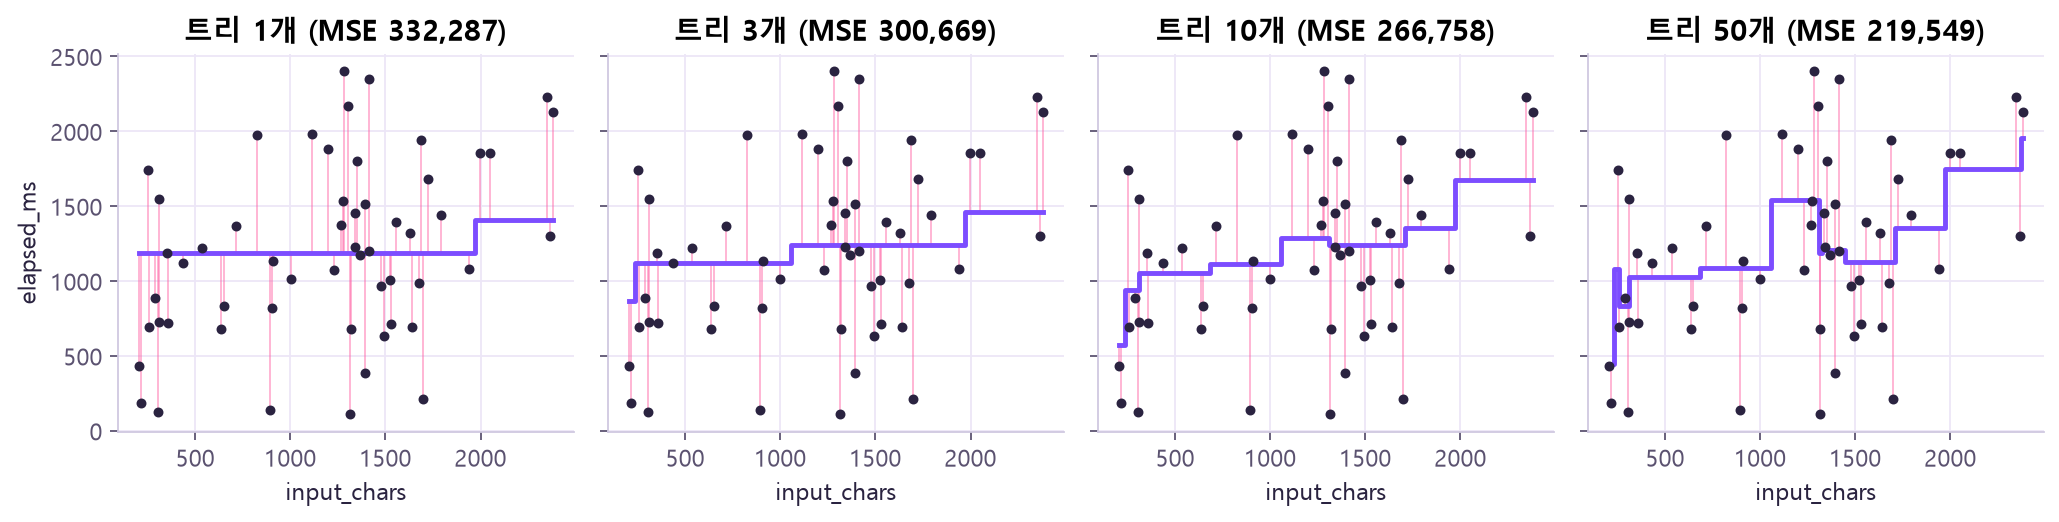 트리 1개 (MSE 332,287)
트리 3개 (MSE 300,669)
트리 10개 (MSE 266,758)
트리 50개 (MSE 219,549)
elapsed_ms
2500
2000
1500
1000
500
0
500 1000 1500 2000
500 1000 1500 2000
500 1000 1500 2000
500 1000 1500 2000
input_chars
input_chars
input_chars
input_chars